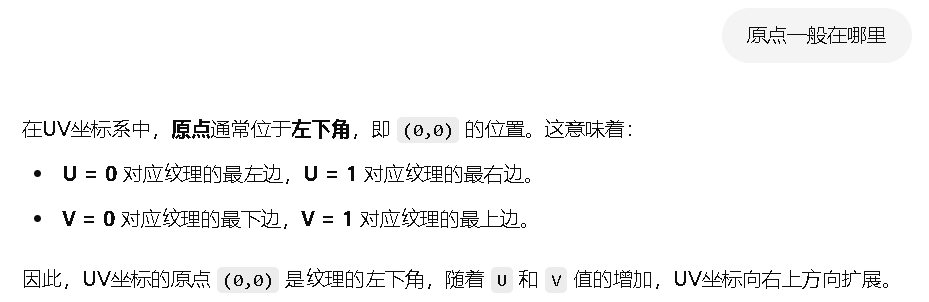 原点一般在哪里
在UV坐标系中，原点通常位于左下角，即 (0,0) 的位置。这意味着：
• U = 0 对应纹理的最左边，U = 1 对应纹理的最右边。
• V = 0 对应纹理的最下边，V = 1 对应纹理的最上边。
因此，UV坐标的原点 (0,0) 是纹理的左下角，随着 U 和 V 值的增加，UV坐标向右上方向扩展。